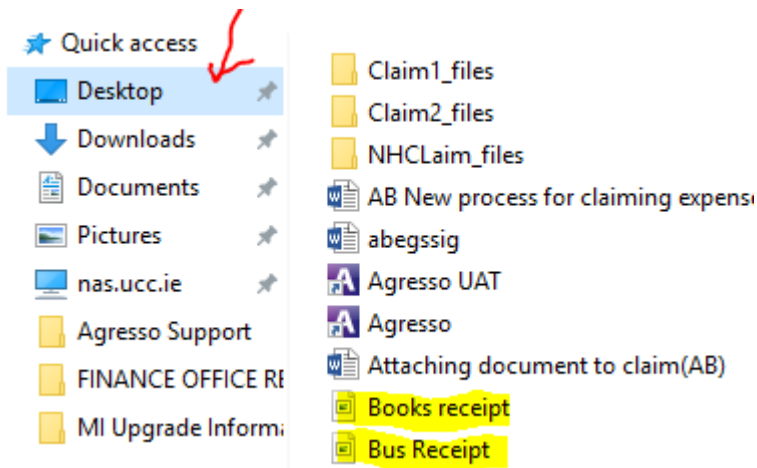 Quick access
Desktop
Downloads
Documents
Pictures
nas.ucc.ie
Agresso Support
FINANCE OFFICE RE
MI Upgrade Informa
Claim1_files
Claim2_files
NHCLaim_files
AB New process for claiming expens
abegssig
Agresso UAT
Agresso
Attaching document to claim(AB)
Books receipt
Bus Receipt